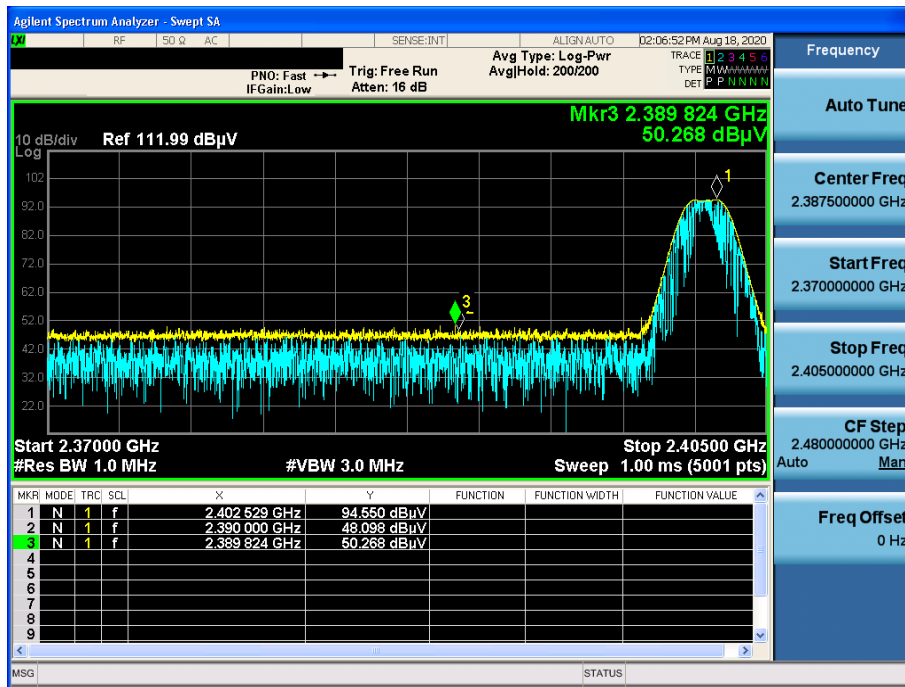 Agilent Spectrum Analyzer - Swept SA
LXI RF 50 Ω AC SENSE:INT ALIGN AUTO 02:06:52 PM Aug 18, 2020
Frequency
PNO: Fast Trig: Free Run Avg Type: Log-Pwr TRACE 1 2 3 4 5 6
IFGain:Low Atten: 16 dB Avg|Hold: 200/200 TYPE M W W W W W
DET P P N N N N
Auto Tune
Mkr3 2.389 824 GHz
50.268 dBµV
10 dB/div Ref 111.99 dBµV
Log
102
92.0
82.0
72.0
62.0
52.0
42.0
32.0
22.0
1
3
Center Freq
2.387500000 GHz
Start Freq
2.370000000 GHz
Stop Freq
2.405000000 GHz
CF Step
2.480000000 GHz
Auto Man
Freq Offset
0 Hz
Start 2.37000 GHz Stop 2.40500 GHz
#Res BW 1.0 MHz #VBW 3.0 MHz Sweep 1.00 ms (5001 pts)
MKR MODE TRC SCL X Y FUNCTION FUNCTION WIDTH FUNCTION VALUE
1 N 1 f 2.402 529 GHz 94.550 dBµV
2 N 1 f 2.390 000 GHz 48.098 dBµV
3 N 1 f 2.389 824 GHz 50.268 dBµV
4
5
6
7
8
9
MSG STATUS